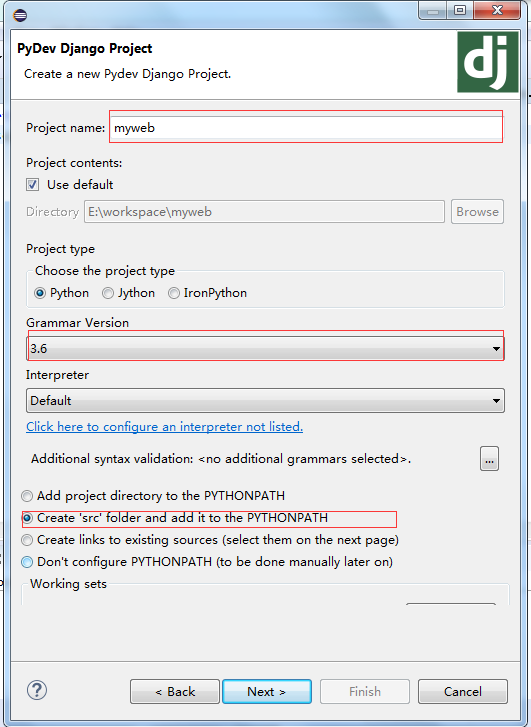 dj
PyDev Django Project
Create a new Pydev Django Project.
Project name: myweb
Project contents:
Use default
Directory E:\workspace\myweb Browse
Project type
Choose the project type
Python Jython IronPython
Grammar Version
3.6
Interpreter
Default
Click here to configure an interpreter not listed.
Additional syntax validation: <no additional grammars selected>. ...
Add project directory to the PYTHONPATH
Create 'src' folder and add it to the PYTHONPATH
Create links to existing sources (select them on the next page)
Don't configure PYTHONPATH (to be done manually later on)
Working sets
? < Back Next > Finish Cancel